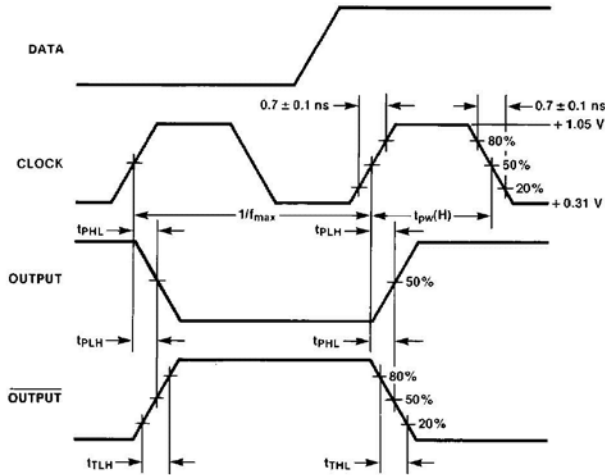 DATA
0.7 ± 0.1 ns
0.7 ± 0.1 ns
+ 1.05 V
CLOCK
80%
50%
20%
+ 0.31 V
1/fmax
tpw(H)
tPHL
tPLH
OUTPUT
50%
tPLH
tPHL
OUTPUT
80%
50%
20%
tTLH
tTHL